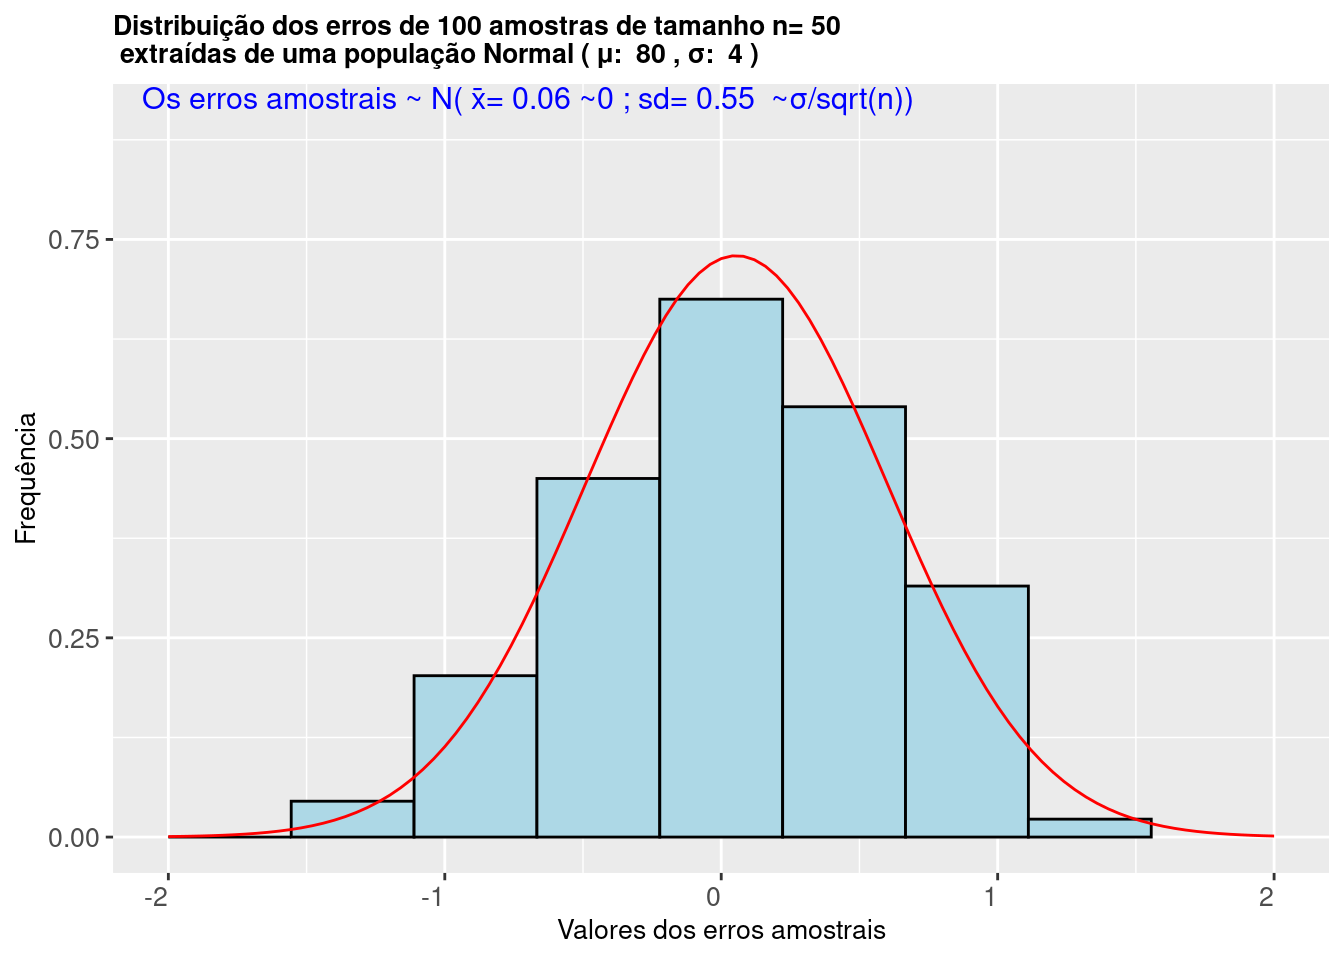 Distribuição dos erros de 100 amostras de tamanho n= 50
extraídas de uma população Normal ( μ:  80 , σ:  4 )
Os erros amostrais ~ N( x̄= 0.06 ~0 ; sd= 0.55  ~σ/sqrt(n))
0.75
0.50
0.25
0.00
Frequência
-2 -1 0 1 2
Valores dos erros amostrais